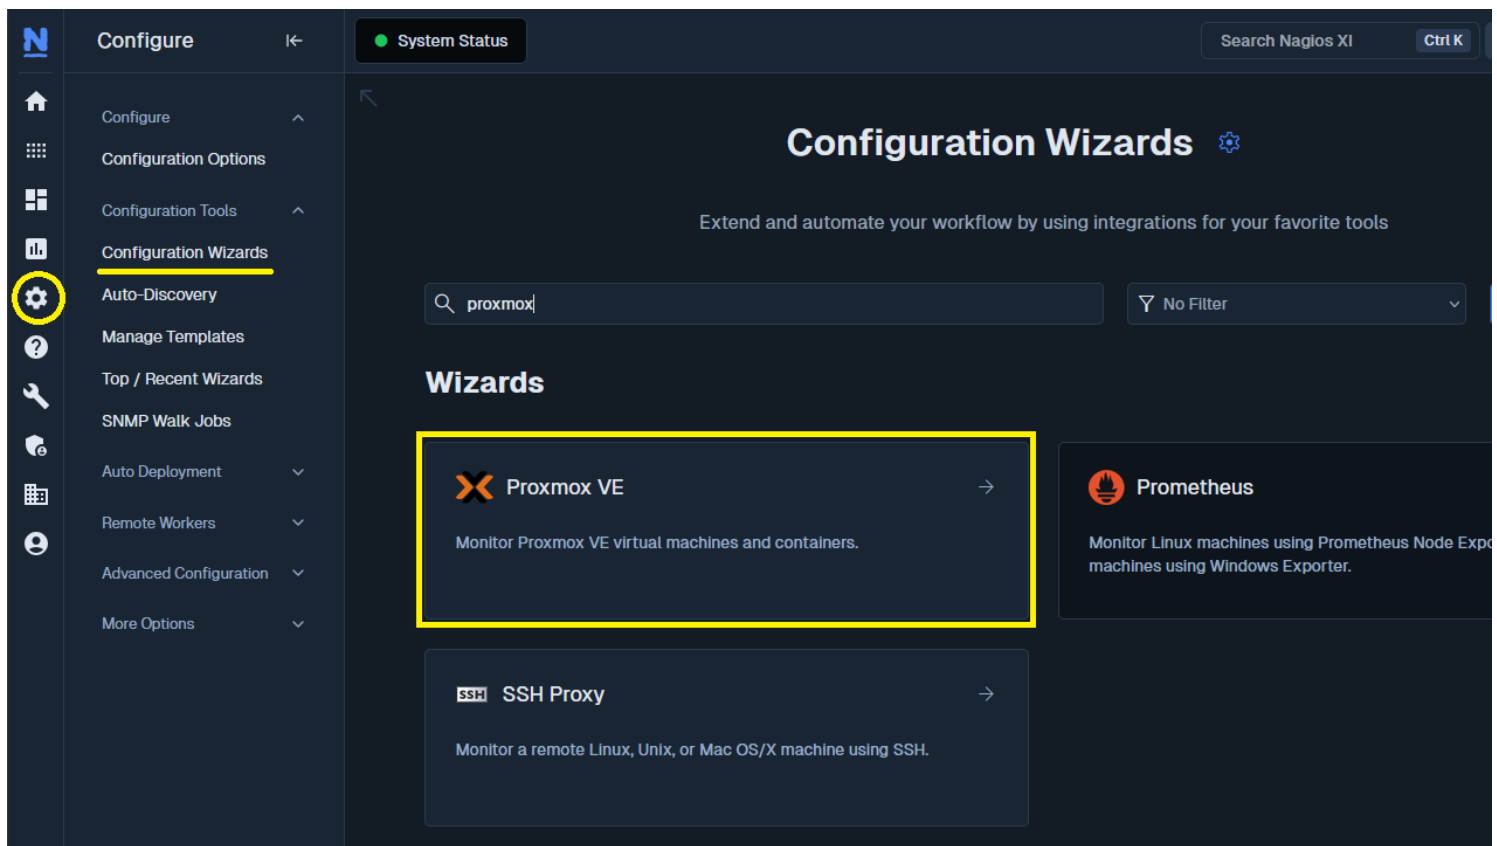 Configure
System Status
Search Nagios XI
Ctrl K
Configure
Configuration Options
Configuration Tools
Configuration Wizards
Auto-Discovery
Manage Templates
Top / Recent Wizards
SNMP Walk Jobs
Auto Deployment
Remote Workers
Advanced Configuration
More Options
Configuration Wizards
Extend and automate your workflow by using integrations for your favorite tools
proxmox
No Filter
Wizards
Proxmox VE
Monitor Proxmox VE virtual machines and containers.
Prometheus
Monitor Linux machines using Prometheus Node Expo
machines using Windows Exporter.
SSH
SSH Proxy
Monitor a remote Linux, Unix, or Mac OS/X machine using SSH.